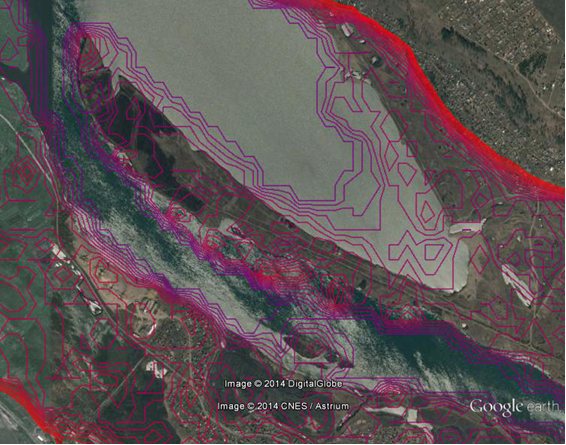 Image © 2014 DigitalGlobe
Image © 2014 CNES / Astrium
Google earth